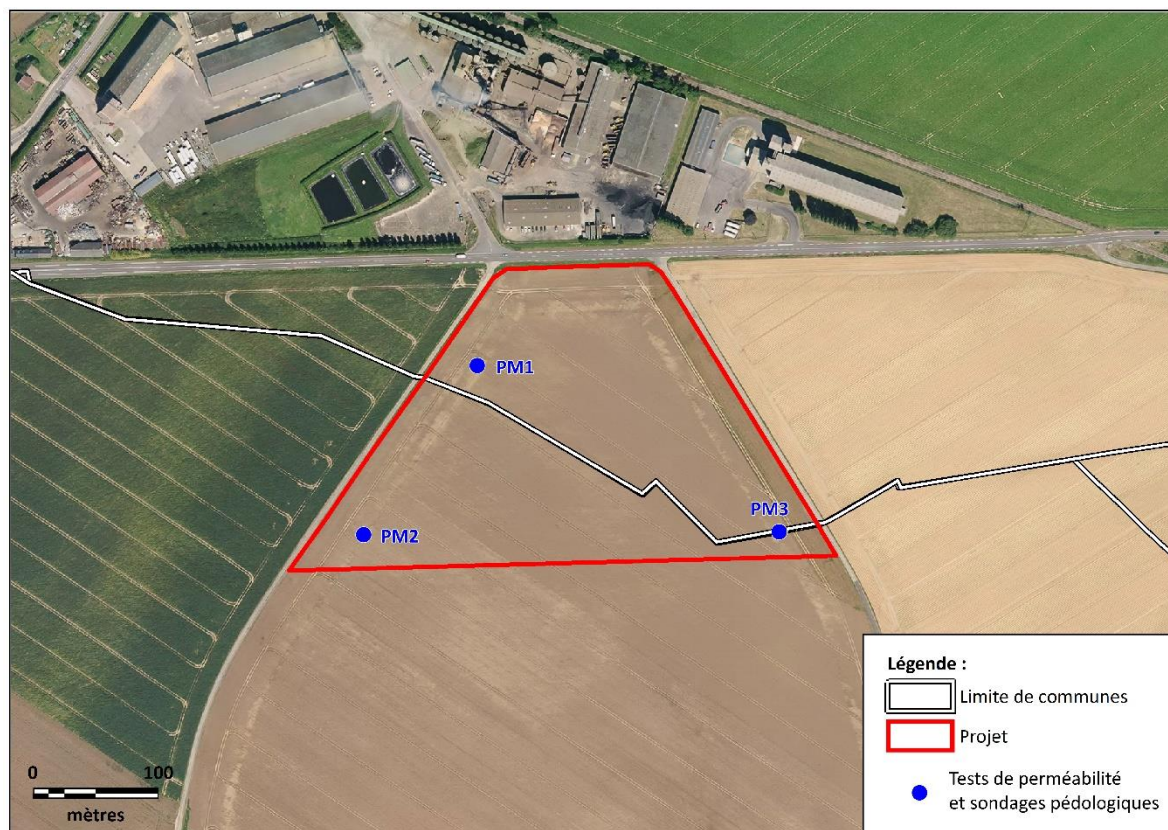 PM1
PM2
PM3
0 100
mètres
Légende :
Limite de communes
Projet
Tests de perméabilité
et sondages pédologiques